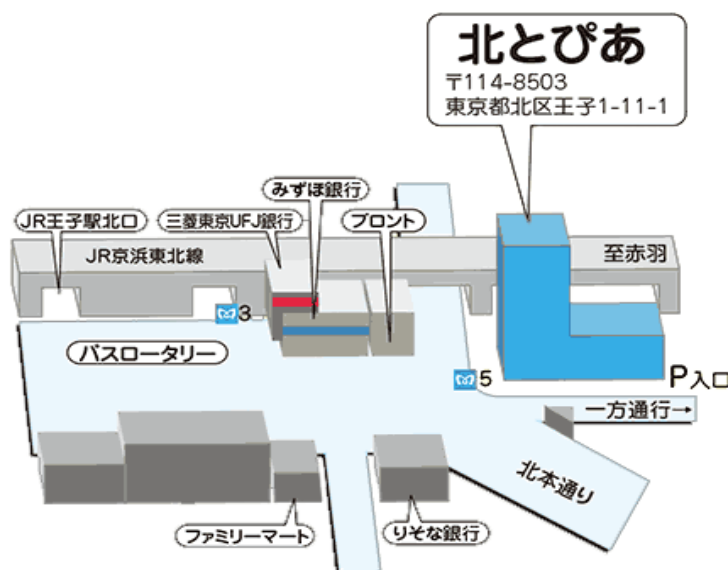 北とぴあ
〒114-8503
東京都北区王子1-11-1
みずほ銀行
JR王子駅北口
三菱東京UFJ銀行
プロント
JR京浜東北線
至赤羽
3
バスロータリー
5
P入口
一方通行→
北本通り
ファミリーマート
りそな銀行